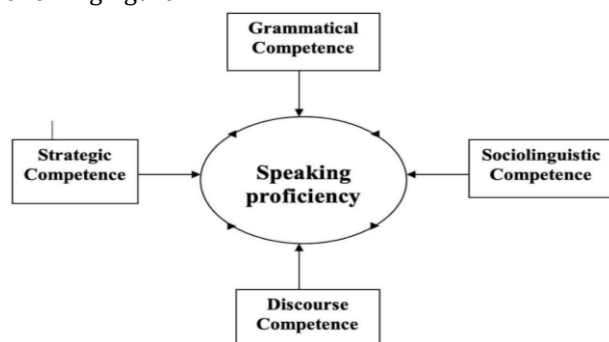 Grammatical
Competence
Strategic
Competence
Speaking
proficiency
Sociolinguistic
Competence
Discourse
Competence